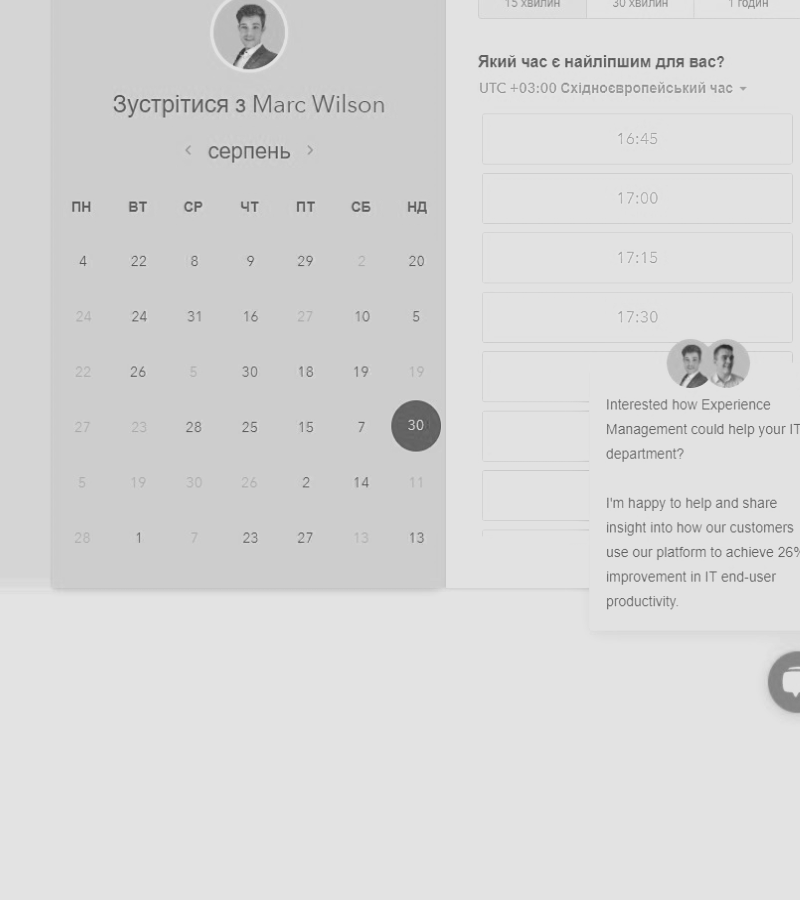 15 хвилин 30 хвилин 1 годин
Зустрітися з Marc Wilson
серпень
ПН ВТ СР ЧТ ПТ СБ НД
4 22 8 9 29 2 20
24 24 31 16 27 10 5
22 26 5 30 18 19 19
27 23 28 25 15 7 30
5 19 30 26 2 14 11
28 1 7 23 27 13 13
Який час є найліпшим для вас?
UTC +03:00 Східноєвропейський час
16:45
17:00
17:15
17:30
Interested how Experience
Management could help your IT
department?
I'm happy to help and share
insight into how our customers
use our platform to achieve 26%
improvement in IT end-user
productivity.